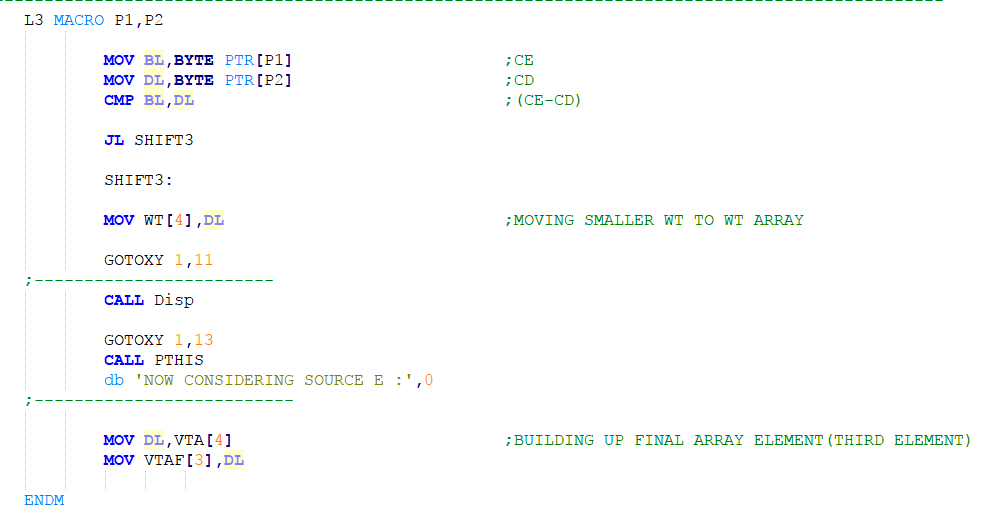 ;------------------------------------------------------------------------------------------
L3 MACRO P1,P2
MOV BL,BYTE PTR[P1] ;CE
MOV DL,BYTE PTR[P2] ;CD
CMP BL,DL ;(CE-CD)
JL SHIFT3
SHIFT3:
MOV WT[4],DL ;MOVING SMALLER WT TO WT ARRAY
GOTOXY 1,11
;------------------------
CALL Disp
GOTOXY 1,13
CALL PTHIS
db 'NOW CONSIDERING SOURCE E :',0
;--------------------------
MOV DL,VTA[4] ;BUILDING UP FINAL ARRAY ELEMENT(THIRD ELEMENT)
MOV VTAF[3],DL
ENDM